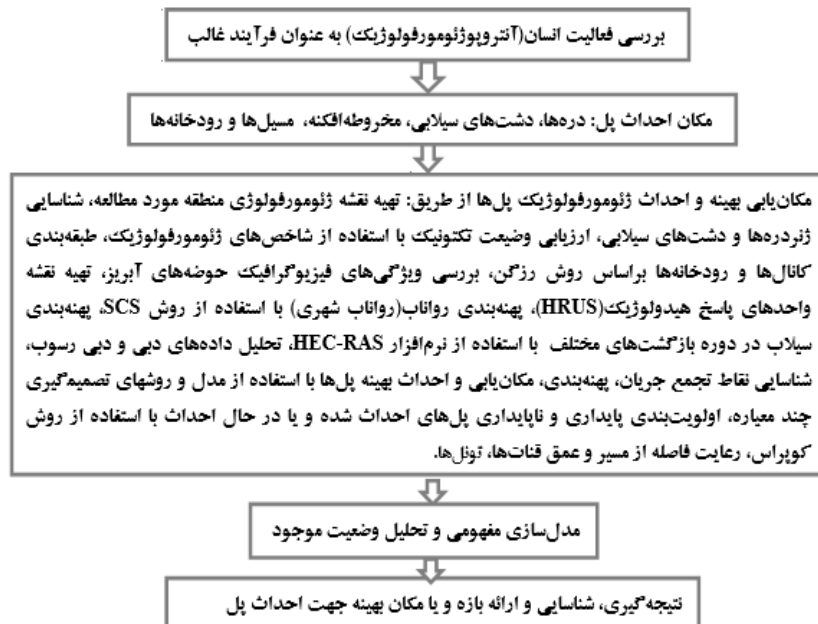 بررسی فعالیت انسان(آنتروپوژئومورفولوژیک) به عنوان فرآیند غالب
مکان احداث پل: دره‌ها، دشت‌های سیلابی، مخروطه‌افکنه، مسیل‌ها و رودخانه‌ها
مکان‌یابی بهینه و احداث ژئومورفولوژیک پل‌ها از طریق: تهیه نقشه ژئومورفولوژی منطقه مورد مطالعه، شناسایی
ژنردره‌ها و دشت‌های سیلابی، ارزیابی وضیعت تکتونیک با استفاده از شاخص‌های ژئومورفولوژیک، طبقه‌بندی
کانال‌ها و رودخانه‌ها براساس روش رزگن، بررسی ویژگی‌های فیزیوگرافیک حوضه‌های آبریز، تهیه نقشه
واحدهای پاسخ هیدولوژیک(HRUS)، پهنه‌بندی رواناب(رواناب شهری) با استفاده از روش SCS، پهنه‌بندی
سیلاب در دوره بازگشت‌های مختلف با استفاده از نرم‌افزار HEC-RAS، تحلیل داده‌های دبی و دبی رسوب،
شناسایی نقاط تجمع جریان، پهنه‌بندی، مکان‌یابی و احداث بهینه پل‌ها با استفاده از مدل و روشهای تصمیم‌گیری
چند معیاره، اولویت‌بندی پایداری و ناپایداری پل‌های احداث شده و یا در حال احداث با استفاده از روش
کوپراس، رعایت فاصله از مسیر و عمق قنات‌ها، تونل‌ها.
مدل‌سازی مفهومی و تحلیل وضعیت موجود
نتیجه‌گیری، شناسایی و ارائه بازه و یا مکان بهینه جهت احداث پل